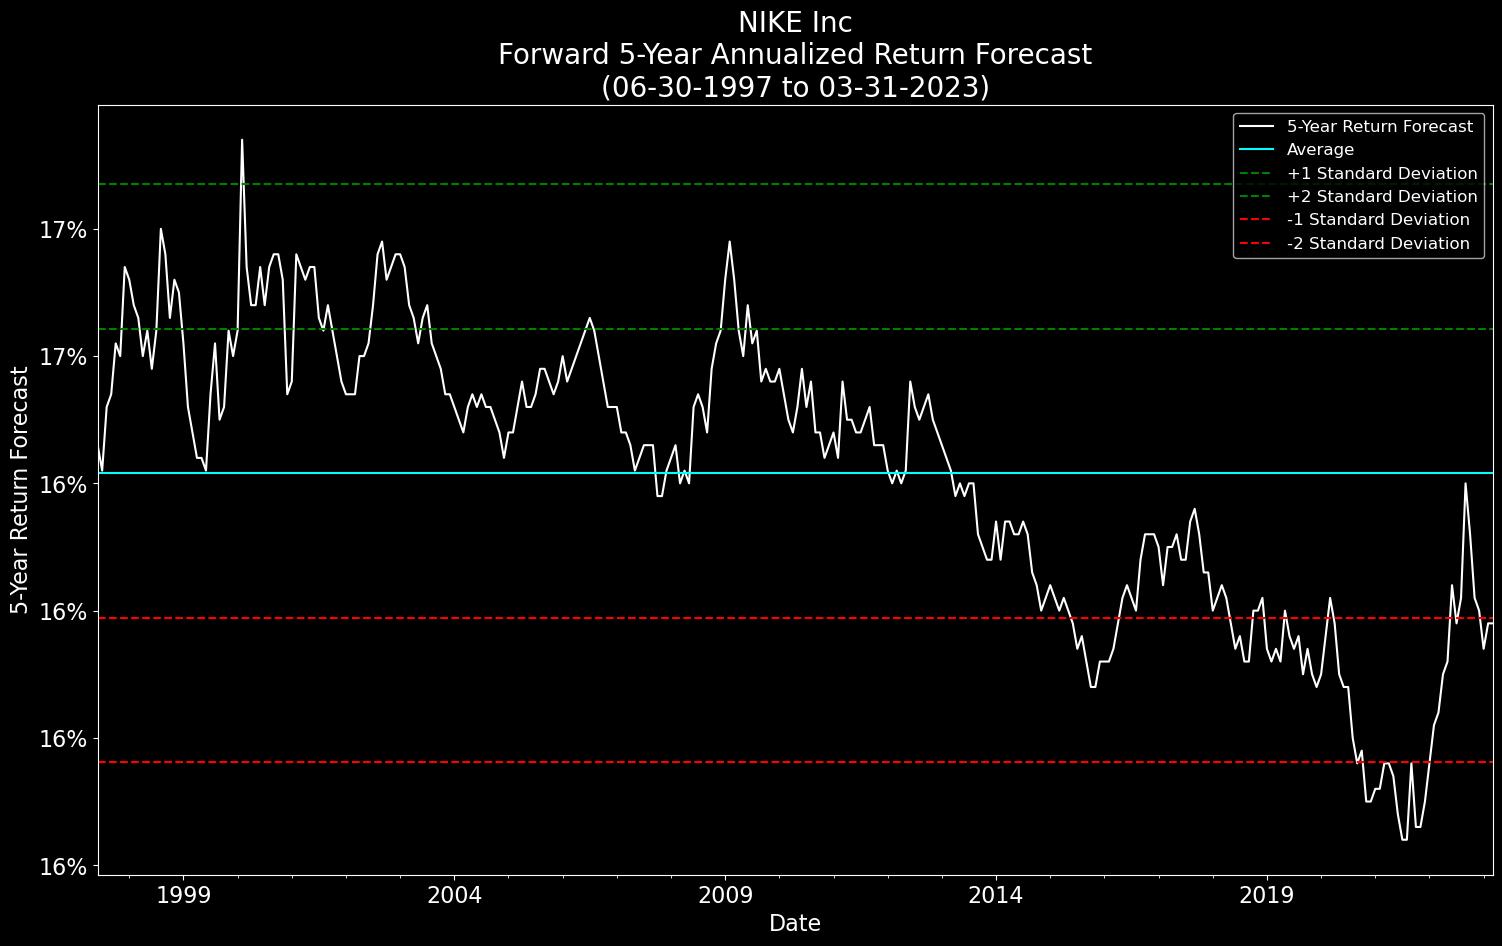 NIKE Inc
Forward 5-Year Annualized Return Forecast
(06-30-1997 to 03-31-2023)
5-Year Return Forecast
Average
+1 Standard Deviation
+2 Standard Deviation
-1 Standard Deviation
-2 Standard Deviation
17%
17%
16%
16%
16%
16%
5-Year Return Forecast
1999
2004
2009
2014
2019
Date